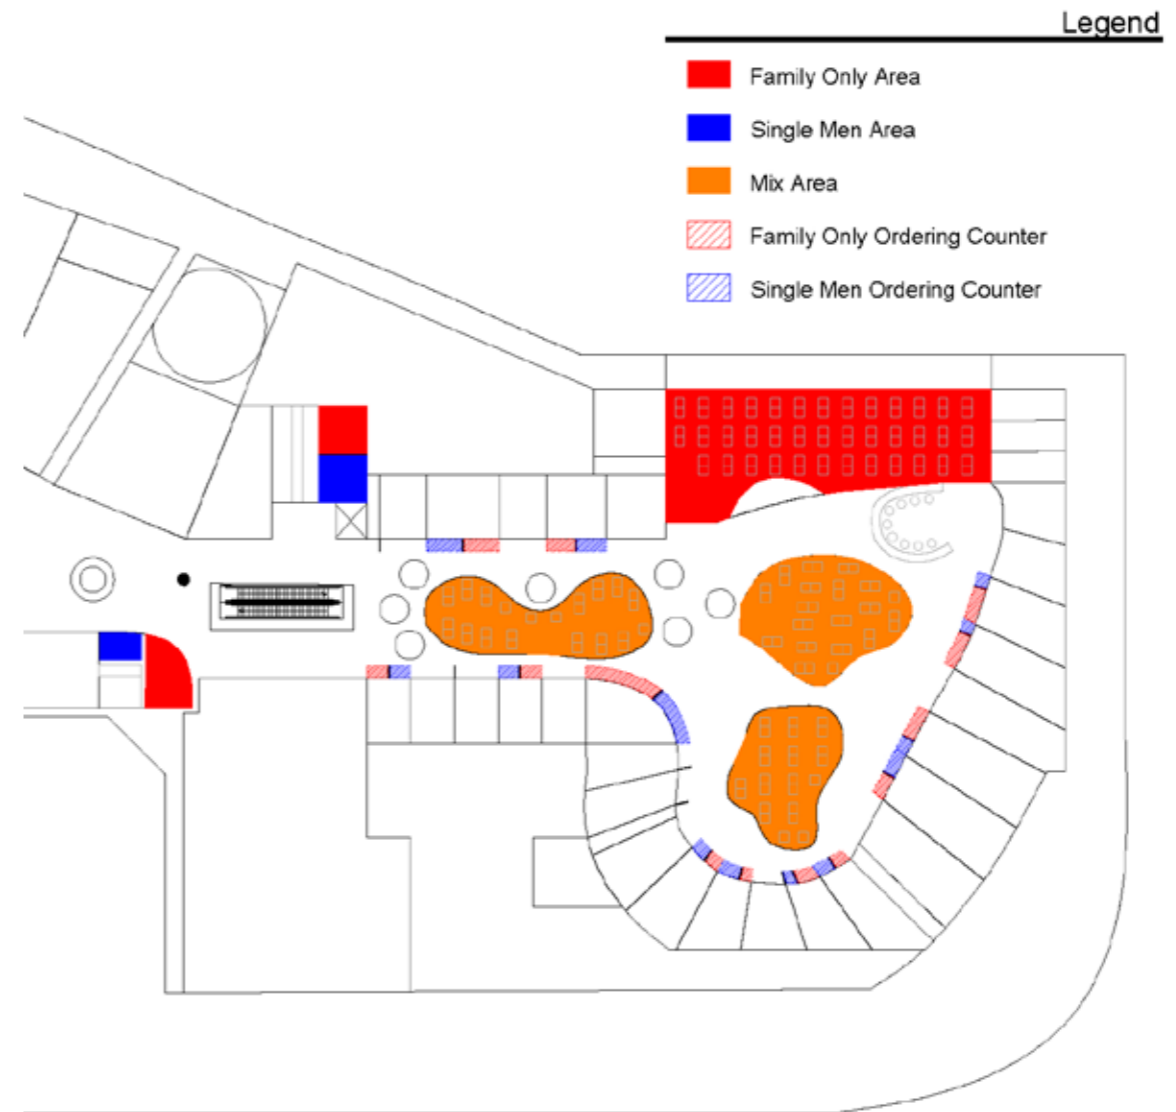 Legend
Family Only Area
Single Men Area
Mix Area
Family Only Ordering Counter
Single Men Ordering Counter